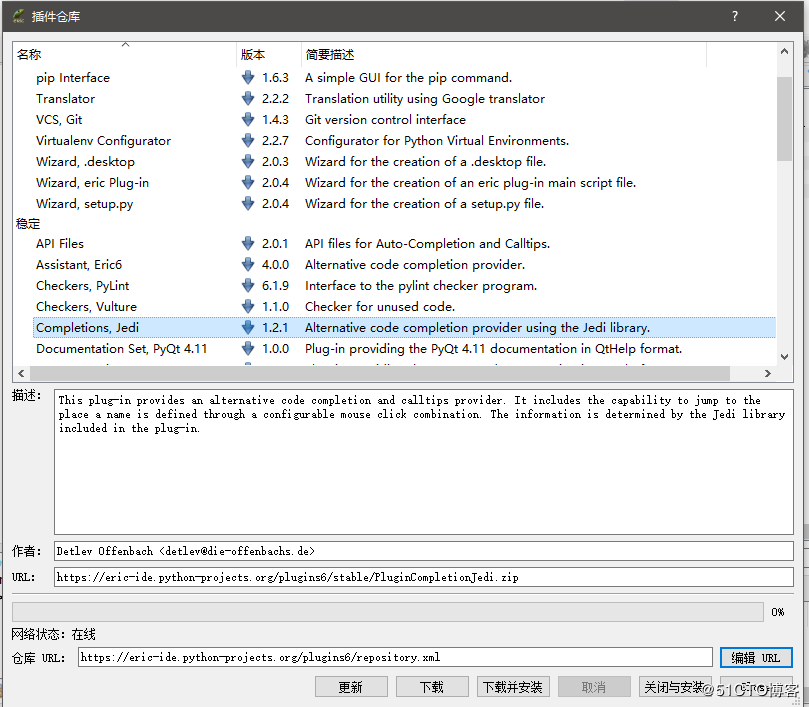 插件仓库
名称 版本 简要描述
pip Interface 1.6.3 A simple GUI for the pip command.
Translator 2.2.2 Translation utility using Google translator
VCS, Git 1.4.3 Git version control interface
Virtualenv Configurator 2.2.7 Configurator for Python Virtual Environments.
Wizard, .desktop 2.0.3 Wizard for the creation of a .desktop file.
Wizard, eric Plug-in 2.0.4 Wizard for the creation of an eric plug-in main script file.
Wizard, setup.py 2.0.4 Wizard for the creation of a setup.py file.
稳定
API Files 2.0.1 API files for Auto-Completion and Calltips.
Assistant, Eric6 4.0.0 Alternative code completion provider.
Checkers, PyLint 6.1.9 Interface to the pylint checker program.
Checkers, Vulture 1.1.0 Checker for unused code.
Completions, Jedi 1.2.1 Alternative code completion provider using the Jedi library.
Documentation Set, PyQt 4.11 1.0.0 Plug-in providing the PyQt 4.11 documentation in QtHelp format.
描述: This plug-in provides an alternative code completion and calltips provider. It includes the capability to jump to the
place a name is defined through a configurable mouse click combination. The information is determined by the Jedi library
included in the plug-in.
作者: Detlev Offenbach <detlev@die-offenbachs.de>
URL: https://eric-ide.python-projects.org/plugins6/stable/PluginCompletionJedi.zip
0%
网络状态: 在线
仓库 URL: https://eric-ide.python-projects.org/plugins6/repository.xml 编辑 URL
更新 下载 下载并安装 取消 关闭与安装
@51CTO博客